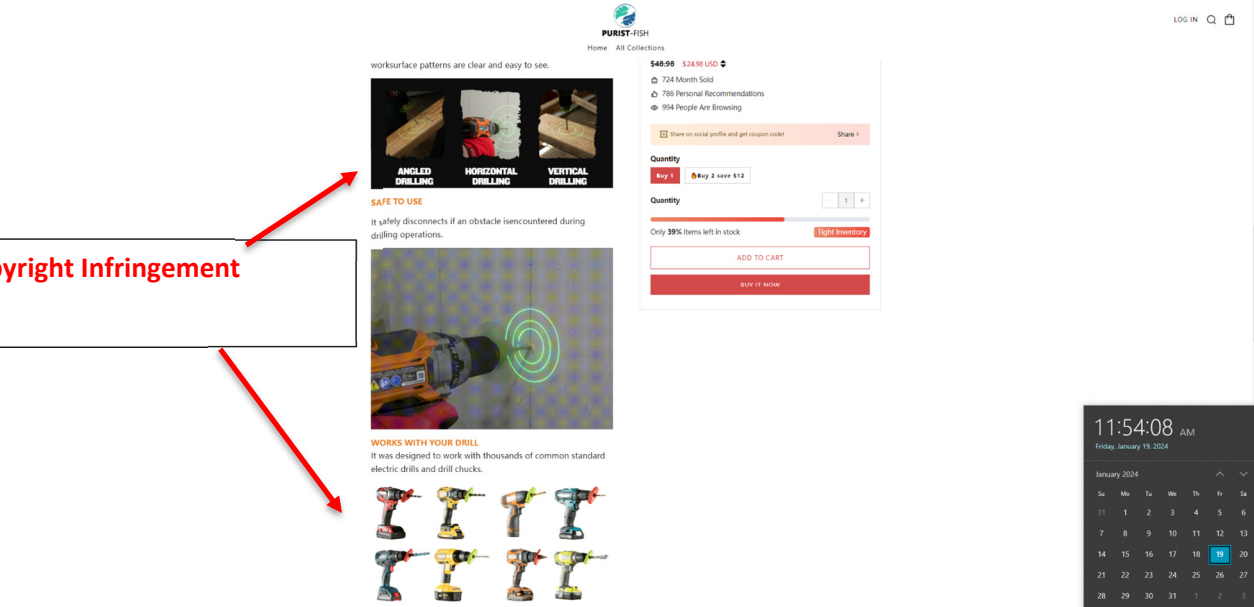 PURIST-FISH
LOG IN
Home All Collections
worksurface patterns are clear and easy to see.
ANGLED DRILLING
HORIZONTAL DRILLING
VERTICAL DRILLING
SAFE TO USE
It safely disconnects if an obstacle isencountered during
drilling operations.
WORKS WITH YOUR DRILL
It was designed to work with thousands of common standard
electric drills and drill chucks.
$48.98 $24.98 USD
724 Month Sold
786 Personal Recommendations
994 People Are Browsing
Share on social profile and get coupon code! Share >
Quantity
Buy 1 Buy 2 save $12
Quantity
- 1 +
Only 39% items left in stock Tight Inventory
ADD TO CART
BUY IT NOW
pyright Infringement
11:54:08 AM
Friday, January 19, 2024
January 2024
Su Mo Tu We Th Fr Sa
31 1 2 3 4 5 6
7 8 9 10 11 12 13
14 15 16 17 18 19 20
21 22 23 24 25 26 27
28 29 30 31 1 2 3